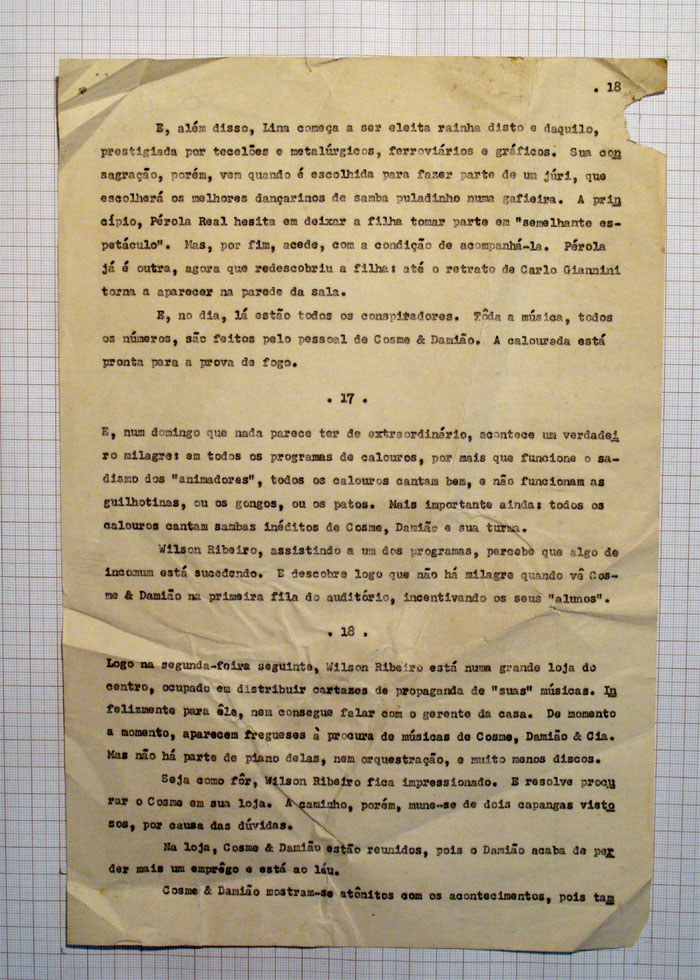 . 18
E, além disso, Lina começa a ser eleita rainha disto e daquilo,
prestigiada por tecelões e metalúrgicos, ferroviários e gráficos. Sua con
sagração, porém, vem quando é escolhida para fazer parte de um júri, que
escolherá os melhores dançarinos de samba puladinho numa gafieira. A prin
cípio, Pérola Real hesita em deixar a filha tomar parte em "semelhante es-
petáculo". Mas, por fim, acede, com a condição de acompanhá-la. Pérola
já é outra, agora que redescobriu a filha: até o retrato de Carlo Giannini
torna a aparecer na parede da sala.
E, no dia, lá estão todos os conspiradores. Tôda a música, todos
os números, são feitos pelo pessoal de Cosme & Damião. A calourada está
pronta para a prova de fogo.
. 17 .
E, num domingo que nada parece ter de extraordinário, acontece um verdadei
ro milagre: em todos os programas de calouros, por mais que funcione o sa-
dismo dos "animadores", todos os calouros cantam bem, e não funcionam as
guilhotinas, ou os gongos, ou os patos. Mais importante ainda: todos os
calouros cantam sambas inéditos de Cosme, Damião e sua turma.
Wilson Ribeiro, assistindo a um dos programas, percebe que algo de
incomum está sucedendo. E descobre logo que não há milagre quando vê Cos-
me & Damião na primeira fila do auditório, incentivando os seus "alunos".
. 18 .
Logo na segunda-feira seguinte, Wilson Ribeiro está numa grande loja do
centro, ocupado em distribuir cartazes de propaganda de "suas" músicas. In
felizmente para êle, nem consegue falar com o gerente da casa. De momento
a momento, aparecem fregueses à procura de músicas de Cosme, Damião & Cia.
Mas não há parte de piano delas, nem orquestração, e muito menos discos.
Seja como fôr, Wilson Ribeiro fica impressionado. E resolve procu
rar o Cosme em sua loja. A caminho, porém, mune-se de dois capangas visto
sos, por causa das dúvidas.
Na loja, Cosme & Damião estão reunidos, pois o Damião acaba de per
der mais um emprêgo e está ao léu.
Cosme & Damião mostram-se atônitos com os acontecimentos, pois tam